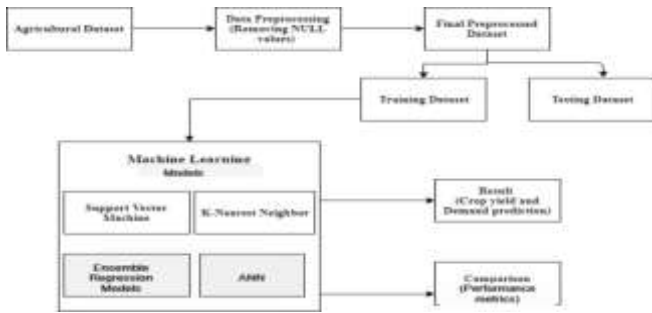 Agricultural Dataset
Data Preprocessing
(Removing NULL
values)
Final Preprocessed
Dataset
Training Dataset
Testing Dataset
Machine Learning
Models
Support Vector
Machine
K-Nearest Neighbor
Ensemble
Regression
Models
ANN
Result
(Crop yield and
Demand prediction)
Comparison
(Performance
metrics)